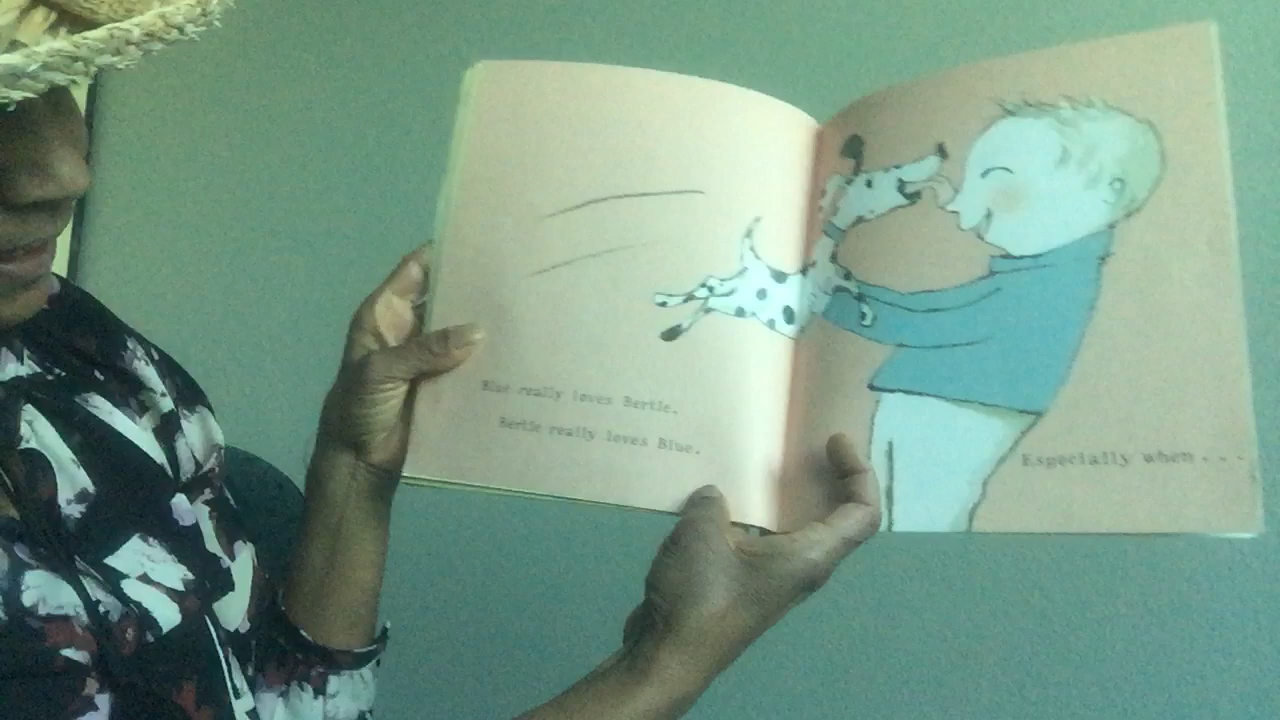 Blue really loves Bertie.
Bertie really loves Blue.
Especially when . . .